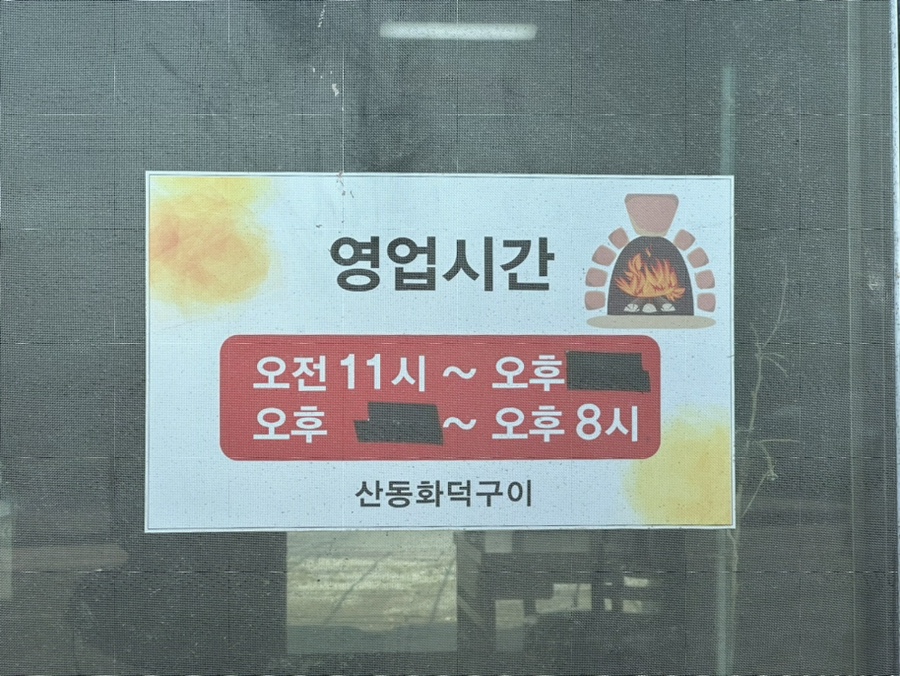 영업시간
오전 11시 ~ 오후
오후 ~ 오후 8시
산동화덕구이